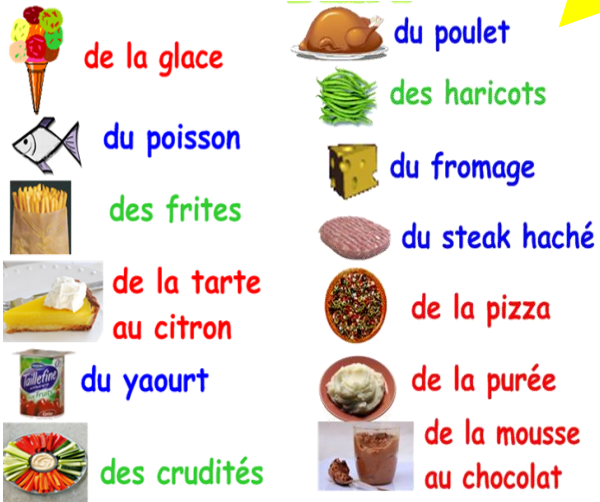 de la glace
du poisson
des frites
de la tarte
au citron
Taillefine
du yaourt
des crudités
du poulet
des haricots
du fromage
du steak haché
de la pizza
de la purée
de la mousse
au chocolat